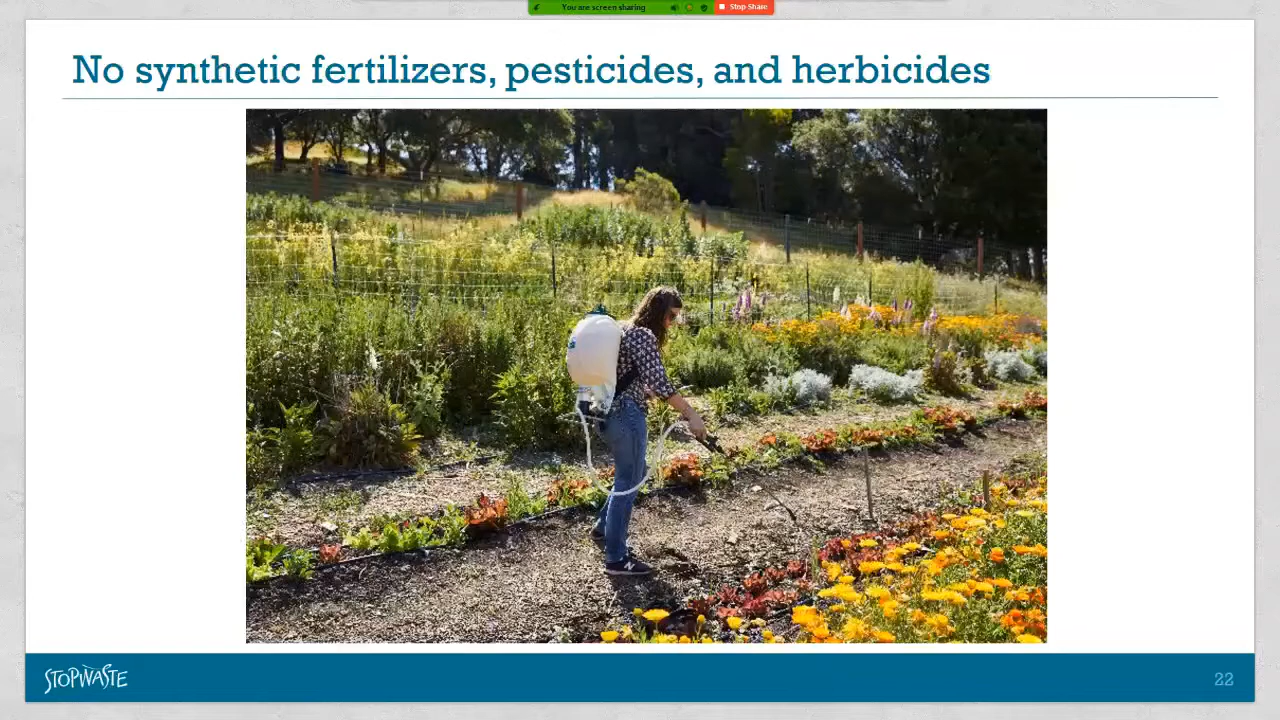 You are screen sharing
Stop Share
No synthetic fertilizers, pesticides, and herbicides
STOPWASTE
22